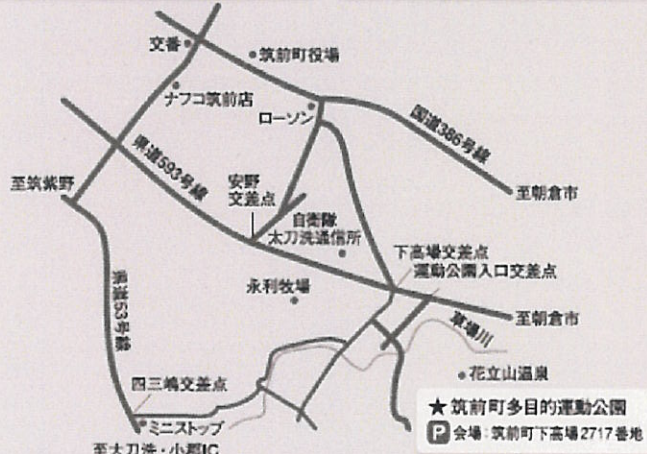 交番
筑前町役場
ナフコ筑前店
ローソン
国道386号線
県道593号線
至筑紫野
安野
交差点
至朝倉市
自衛隊
太刀洗通信所
下高場交差点
運動公園入口交差点
永利牧場
県道53号線
至朝倉市
草場川
四三嶋交差点
花立山温泉
ミニストップ
至大刀洗・小郡IC
★筑前町多目的運動公園
P 会場:筑前町下高場2717番地